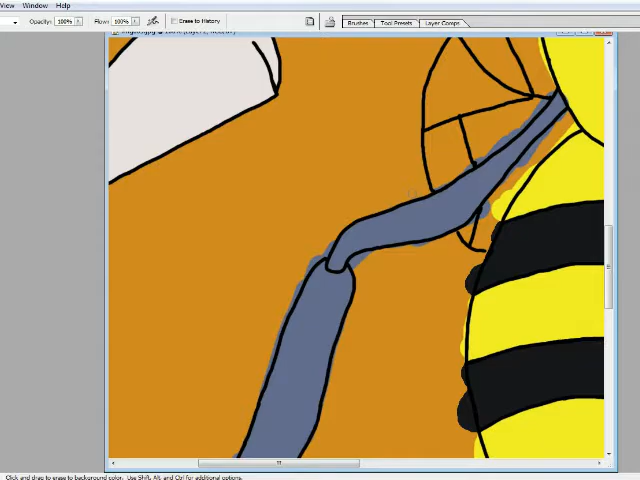 View Window Help
Opacity: 100% Flow: 100% Erase to History
Brushes Tool Presets Layer Comps
Click and drag to erase to background color. Use Shift, Alt, and Ctrl for additional options.